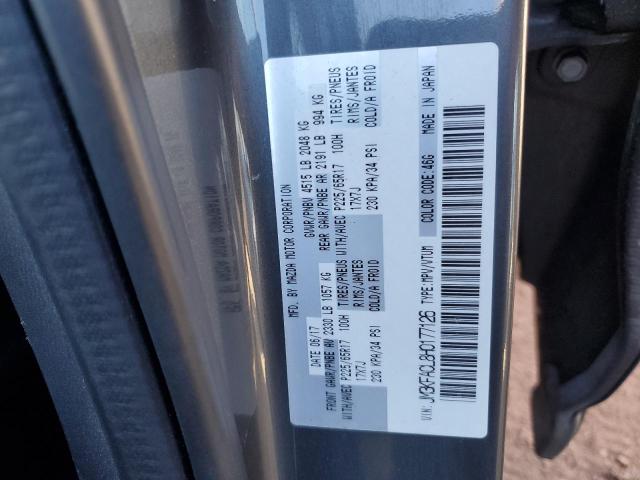 MFD. BY MAZDA MOTOR CORPORATION
DATE 06/17
GVWR/PNBV 4515 LB 2048 KG
FRONT GAWR/PNBE AV 2330 LB 1057 KG
REAR GAWR/PNBE AR 2191 LB 994 KG
WITH/AVEC P225/65R17 100H TIRES/PNEUS
WITH/AVEC P225/65R17 100H TIRES/PNEUS
17X7J RIMS/JANTES
17X7J RIMS/JANTES
230 KPA/34 PSI COLD/A FROID
230 KPA/34 PSI COLD/A FROID
VIN: JM3KFACL8H0177126 TYPE:MPV/VTUM
COLOR CODE:46G MADE IN JAPAN